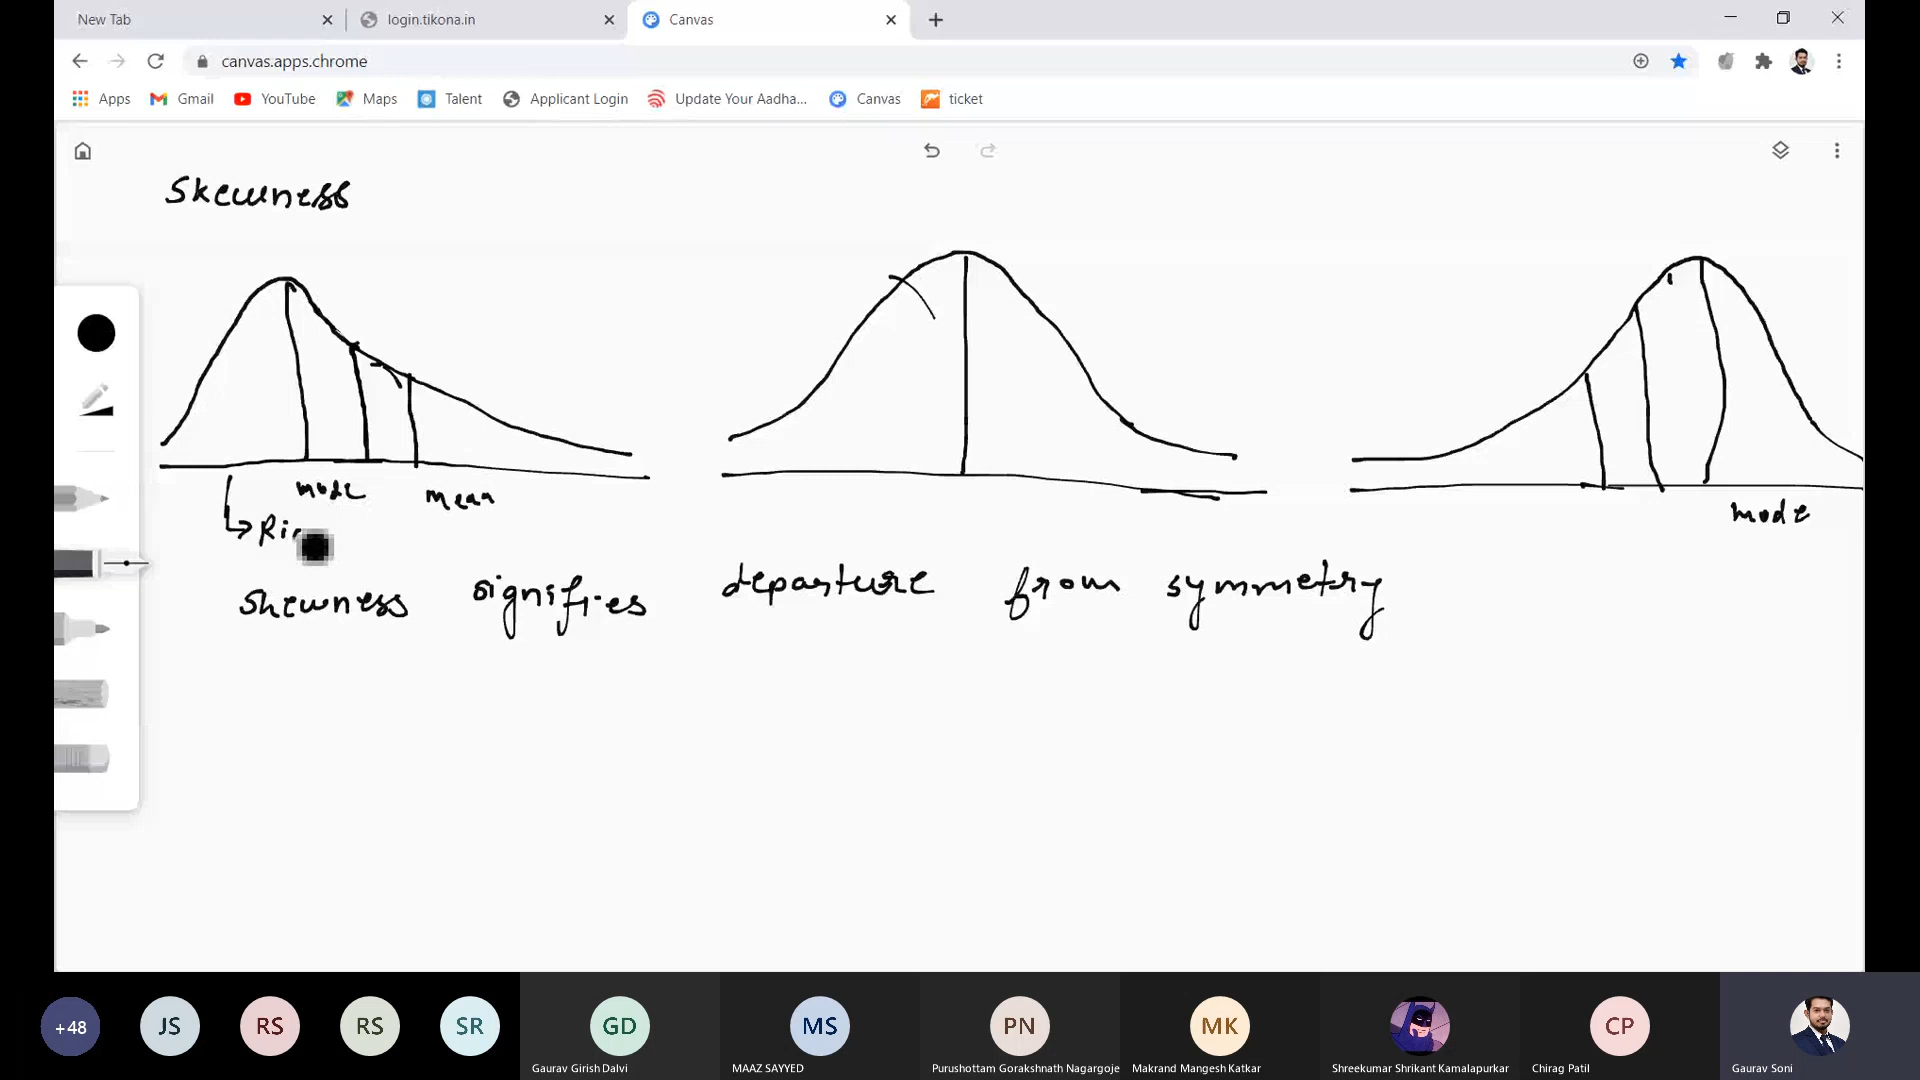 New Tab
login.tikona.in
Canvas
canvas.apps.chrome
Apps
Gmail
YouTube
Maps
Talent
Applicant Login
Update Your Aadha...
Canvas
ticket
Skewness
mode
mean
mode
Skewness signifies departure from symmetry
+48
JS
RS
RS
SR
GD
MS
PN
MK
CP
Gaurav Girish Dalvi
MAAZ SAYYED
Purushottam Gorakshnath Nagargoje
Makrand Mangesh Katkar
Shreekumar Shrikant Kamalapurkar
Chirag Patil
Gaurav Soni